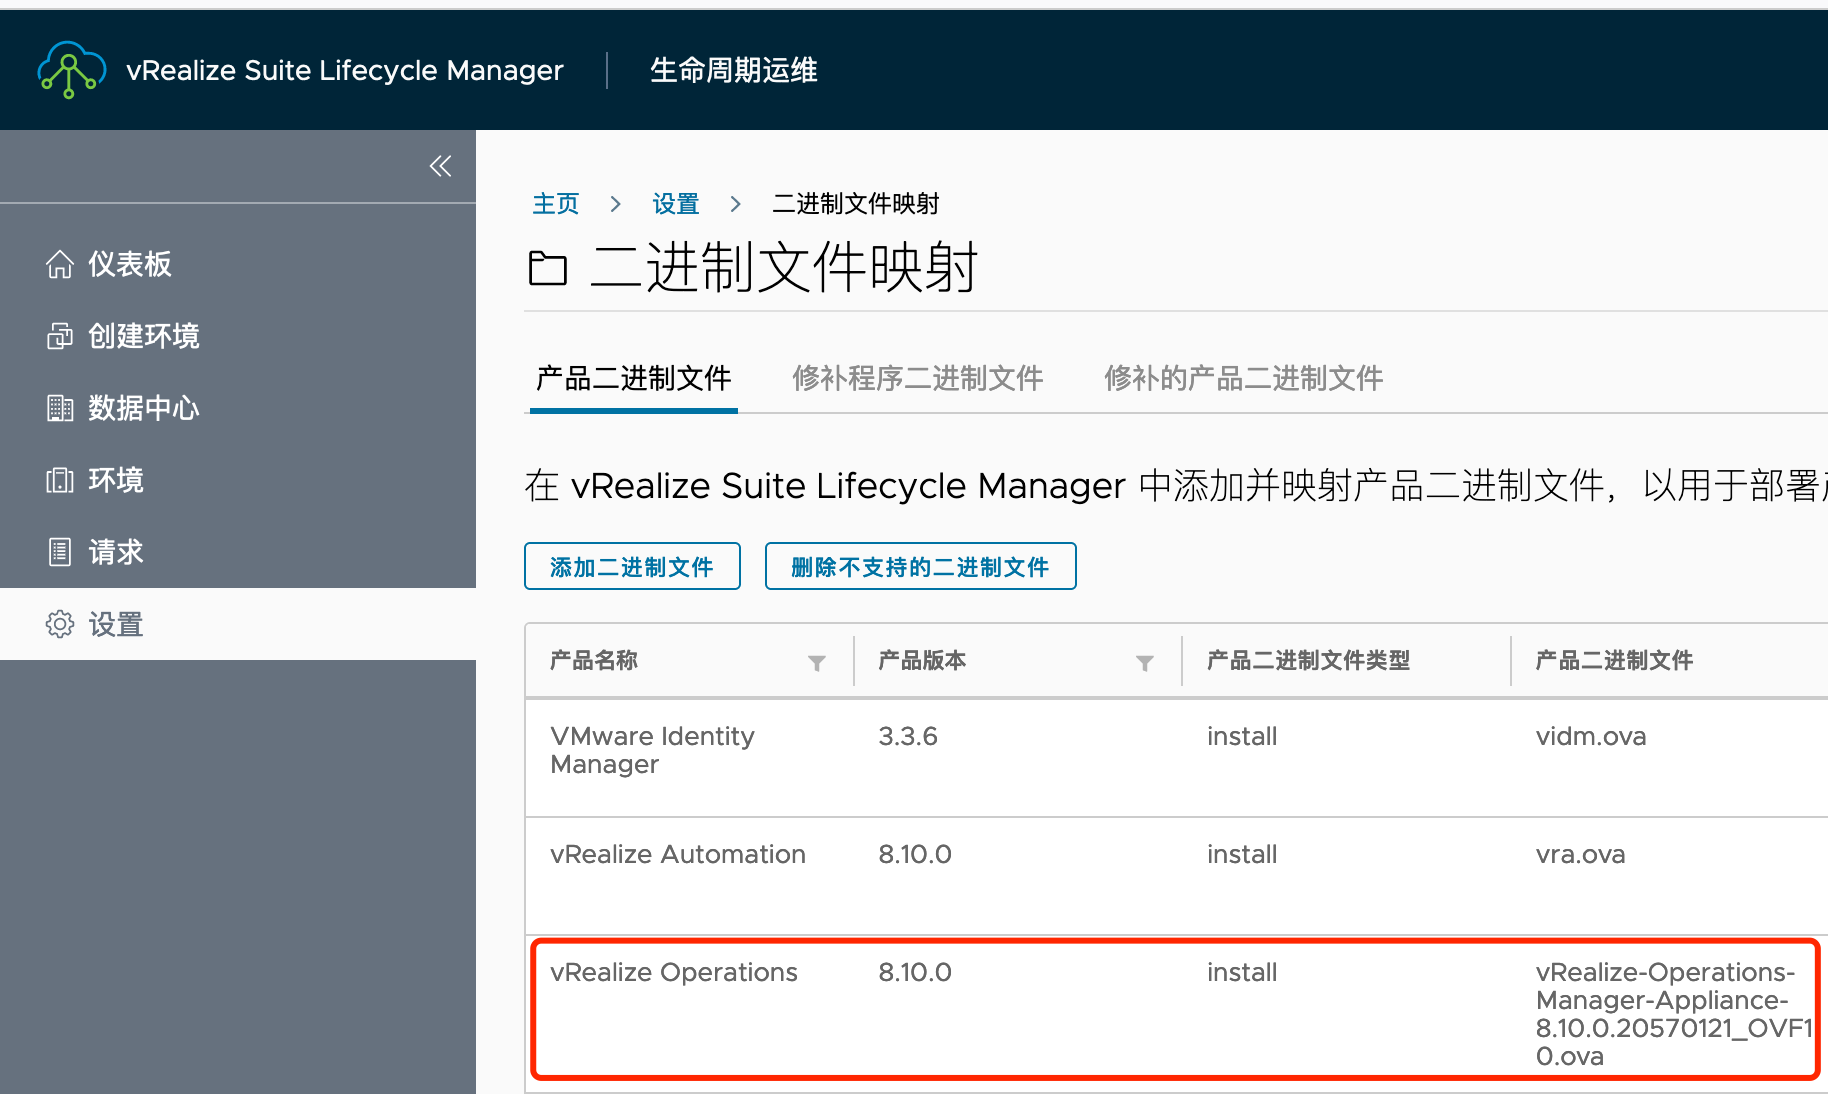 vRealize Suite Lifecycle Manager
生命周期运维
仪表板
创建环境
数据中心
环境
请求
设置
主页 > 设置 > 二进制文件映射
二进制文件映射
产品二进制文件 修补程序二进制文件 修补的产品二进制文件
在 vRealize Suite Lifecycle Manager 中添加并映射产品二进制文件，以用于部署
添加二进制文件 删除不支持的二进制文件
产品名称 产品版本 产品二进制文件类型 产品二进制文件
VMware Identity
Manager
3.3.6
install
vidm.ova
vRealize Automation
8.10.0
install
vra.ova
vRealize Operations
8.10.0
install
vRealize-Operations-
Manager-Appliance-
8.10.0.20570121_OVF1
0.ova